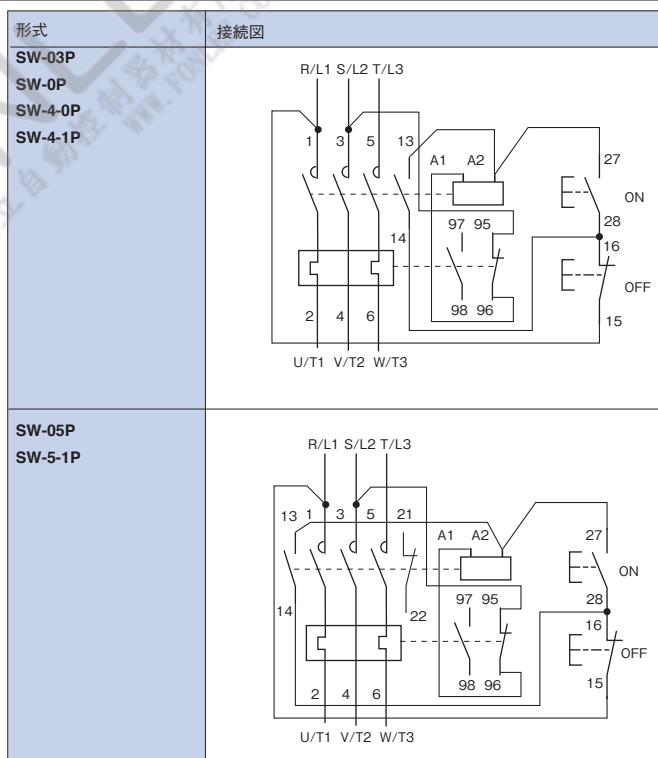 形式 接続図
SW-03P
SW-0P
SW-4-0P
SW-4-1P
R/L1 S/L2 T/L3
1 3 5 13
A1 A2
27
ON
28
97 95
14
16
OFF
98 96
2 4 6
15
U/T1 V/T2 W/T3
SW-05P
SW-5-1P
R/L1 S/L2 T/L3
13 1 3 5 21
A1 A2
27
ON
28
97 95
14
22
16
OFF
98 96
15
2 4 6
U/T1 V/T2 W/T3